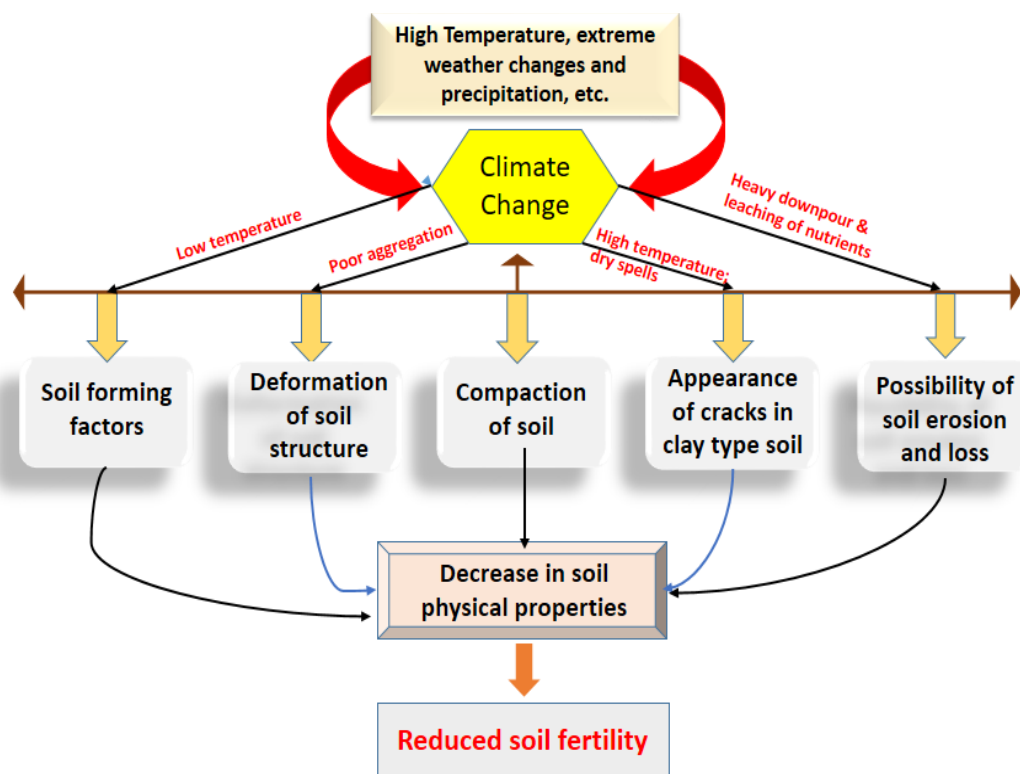 High Temperature, extreme
weather changes and
precipitation, etc.
Climate
Change
Low temperature
Poor aggregation
High temperature;
dry spells
Heavy downpour &
leaching of nutrients
Soil forming
factors
Deformation
of soil
structure
Compaction
of soil
Appearance
of cracks in
clay type soil
Possibility of
soil erosion
and loss
Decrease in soil
physical properties
Reduced soil fertility